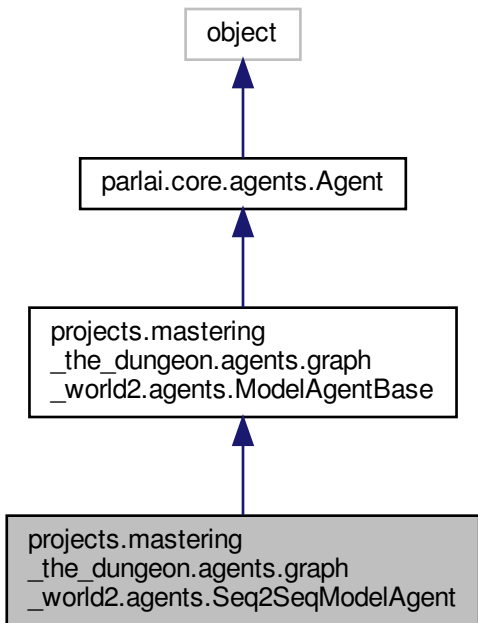 object
parlai.core.agents.Agent
projects.mastering
_the_dungeon.agents.graph
_world2.agents.ModelAgentBase
projects.mastering
_the_dungeon.agents.graph
_world2.agents.Seq2SeqModelAgent